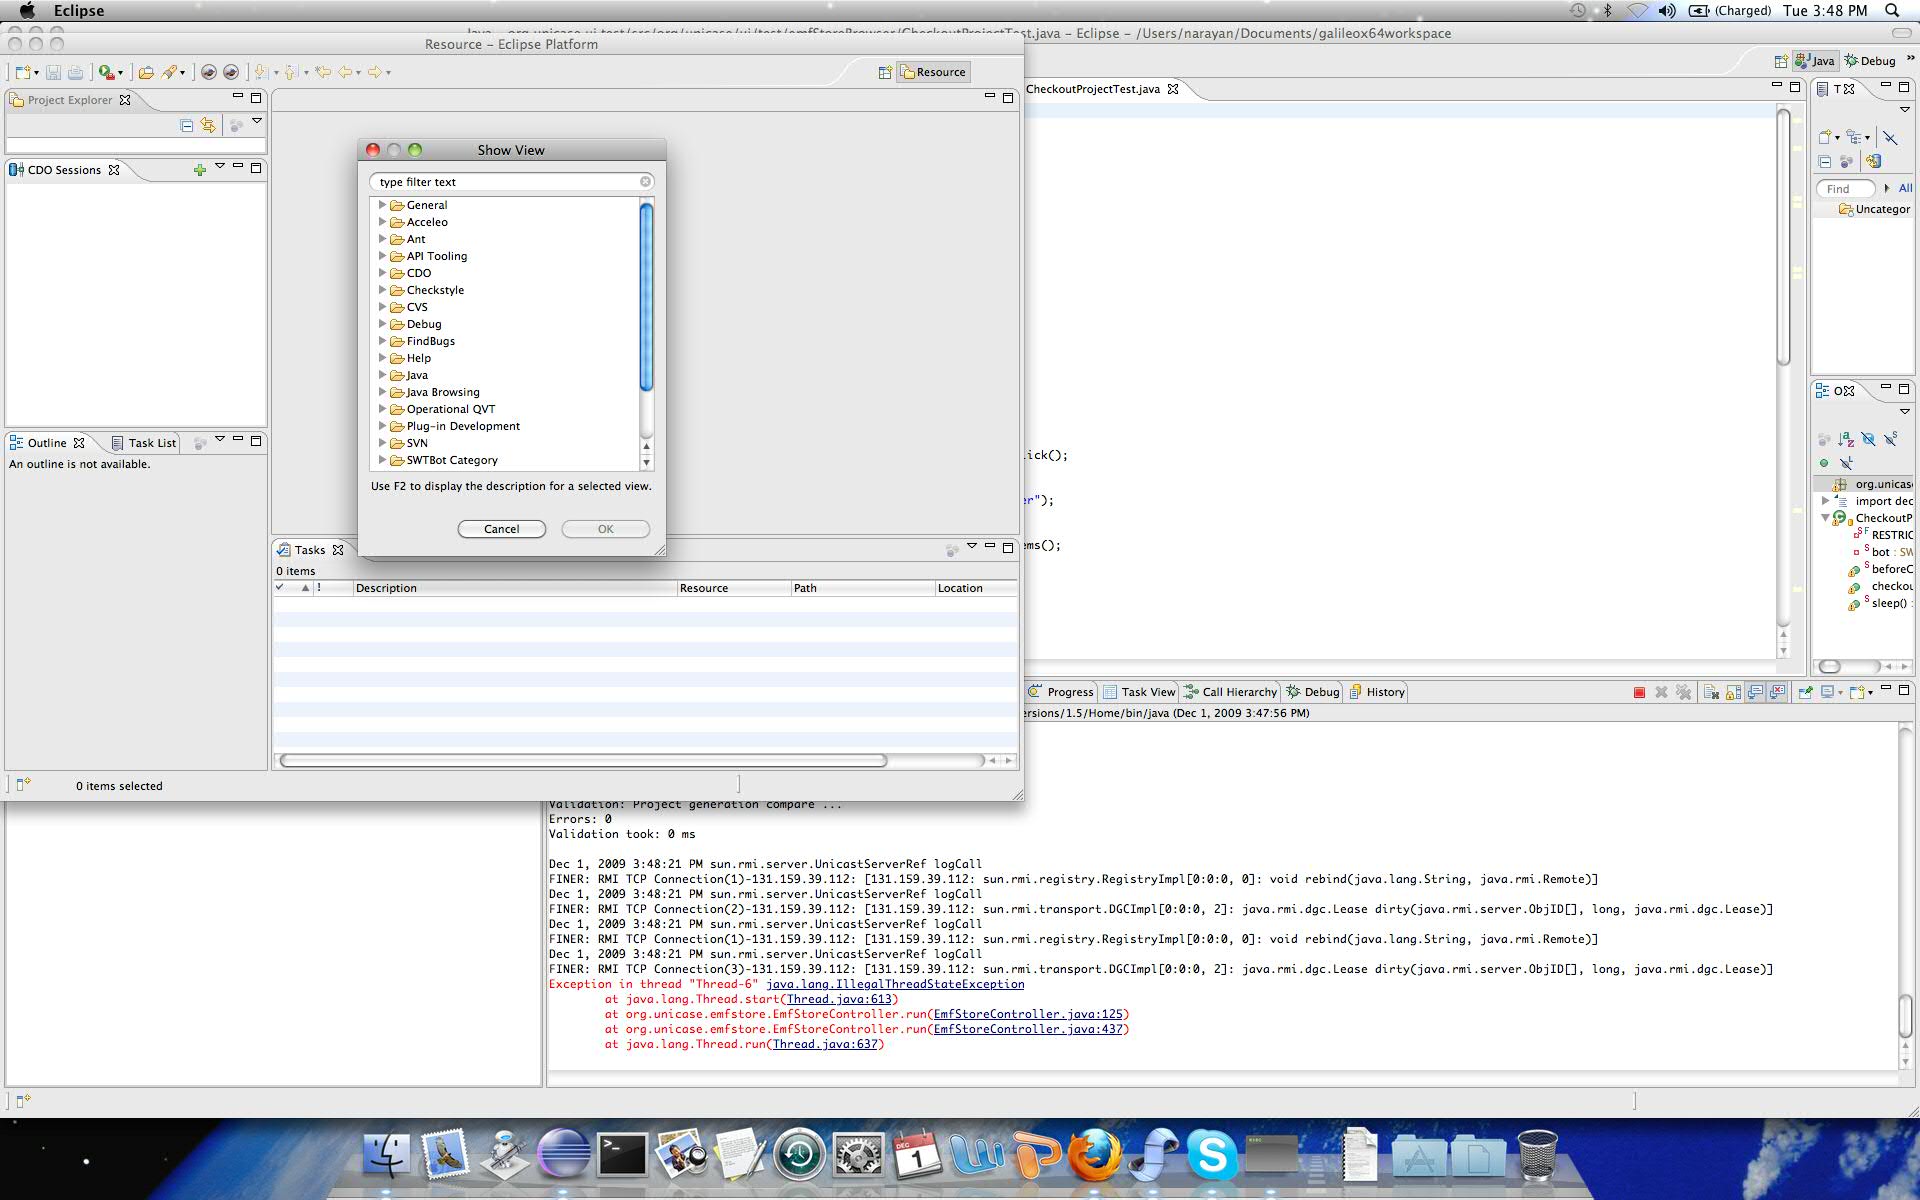 Eclipse
(Charged) Tue 3:48 PM
Java - org.unicase.ui.test/src/org/unicase/ui/test/emfStoreBrowser/CheckoutProjectTest.java - Eclipse - /Users/narayan/Documents/galileox64workspace
Resource - Eclipse Platform
Resource
Java
Debug
Project Explorer
CheckoutProjectTest.java
T
CDO Sessions
Show View
type filter text
General
Acceleo
Ant
API Tooling
CDO
Checkstyle
CVS
Debug
FindBugs
Help
Java
Java Browsing
Operational QVT
Plug-in Development
SVN
SWTBot Category
Use F2 to display the description for a selected view.
Cancel
OK
Find
All
Uncategor
O
Outline
Task List
An outline is not available.
ick();
er");
ms();
org.unicas
import dec
CheckoutP
RESTRIC
bot : SW
beforeC
checkou
sleep() :
Tasks
0 items
! Description Resource Path Location
0 items selected
Progress Task View Call Hierarchy Debug History
ersions/1.5/Home/bin/java (Dec 1, 2009 3:47:56 PM)
Validation: Project generation compare ...
Errors: 0
Validation took: 0 ms
Dec 1, 2009 3:48:21 PM sun.rmi.server.UnicastServerRef logCall
FINER: RMI TCP Connection(1)-131.159.39.112: [131.159.39.112: sun.rmi.registry.RegistryImpl[0:0:0, 0]: void rebind(java.lang.String, java.rmi.Remote)]
Dec 1, 2009 3:48:21 PM sun.rmi.server.UnicastServerRef logCall
FINER: RMI TCP Connection(2)-131.159.39.112: [131.159.39.112: sun.rmi.transport.DGCImpl[0:0:0, 2]: java.rmi.dgc.Lease dirty(java.rmi.server.ObjID[], long, java.rmi.dgc.Lease)]
Dec 1, 2009 3:48:21 PM sun.rmi.server.UnicastServerRef logCall
FINER: RMI TCP Connection(1)-131.159.39.112: [131.159.39.112: sun.rmi.registry.RegistryImpl[0:0:0, 0]: void rebind(java.lang.String, java.rmi.Remote)]
Dec 1, 2009 3:48:21 PM sun.rmi.server.UnicastServerRef logCall
FINER: RMI TCP Connection(3)-131.159.39.112: [131.159.39.112: sun.rmi.transport.DGCImpl[0:0:0, 2]: java.rmi.dgc.Lease dirty(java.rmi.server.ObjID[], long, java.rmi.dgc.Lease)]
Exception in thread "Thread-6" java.lang.IllegalThreadStateException
at java.lang.Thread.start(Thread.java:613)
at org.unicase.emfstore.EmfStoreController.run(EmfStoreController.java:125)
at org.unicase.emfstore.EmfStoreController.run(EmfStoreController.java:437)
at java.lang.Thread.run(Thread.java:637)
DEC
1